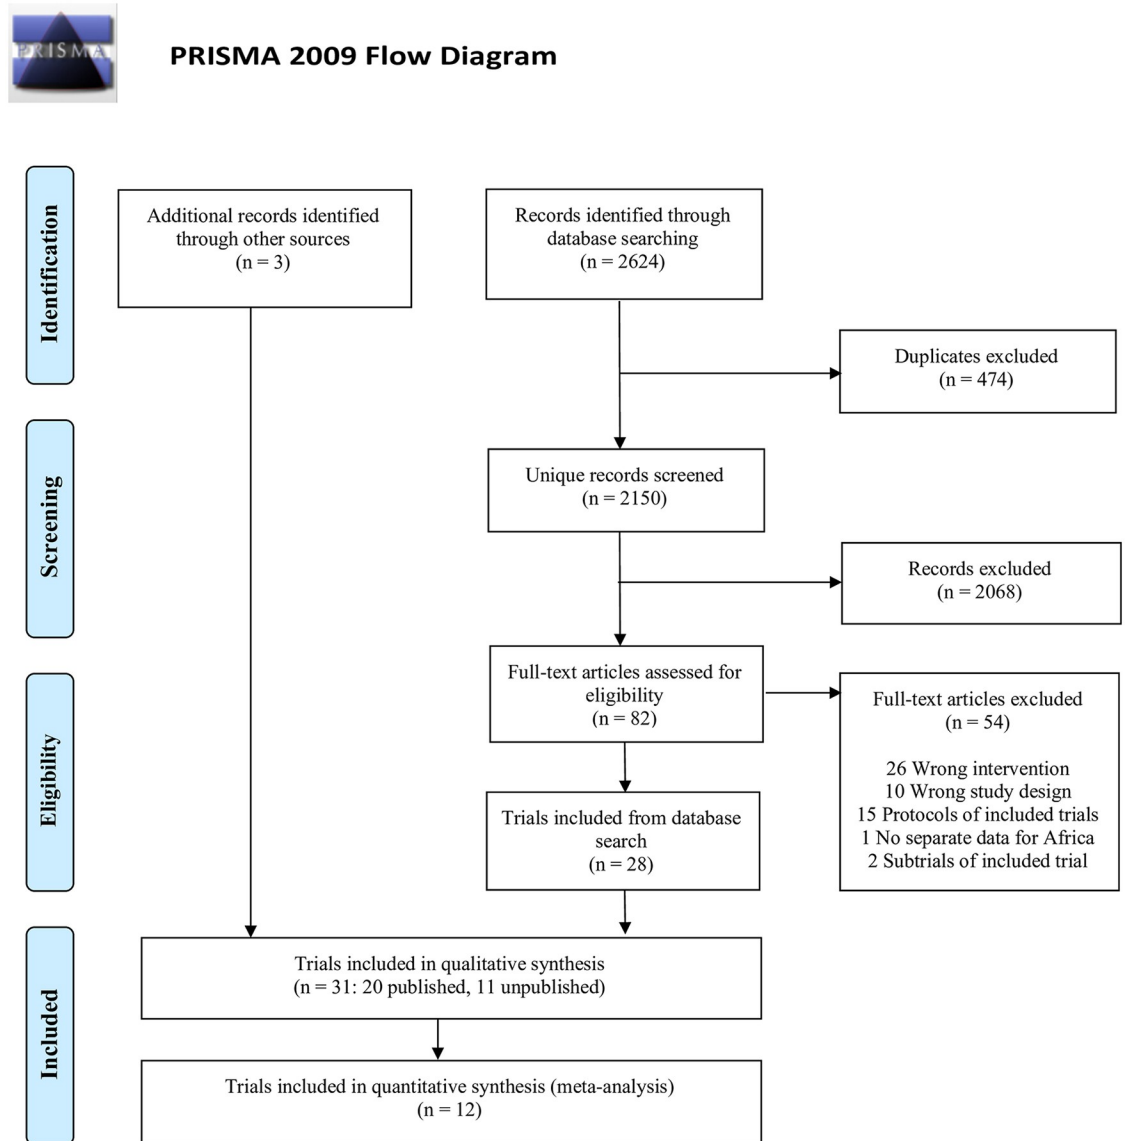 PRISMA
PRISMA 2009 Flow Diagram
Identification
Additional records identified
through other sources
(n = 3)
Records identified through
database searching
(n = 2624)
Duplicates excluded
(n = 474)
Screening
Unique records screened
(n = 2150)
Records excluded
(n = 2068)
Eligibility
Full-text articles assessed for
eligibility
(n = 82)
Full-text articles excluded
(n = 54)
26 Wrong intervention
10 Wrong study design
15 Protocols of included trials
1 No separate data for Africa
2 Subtrials of included trial
Trials included from database
search
(n = 28)
Included
Trials included in qualitative synthesis
(n = 31: 20 published, 11 unpublished)
Trials included in quantitative synthesis (meta-analysis)
(n = 12)